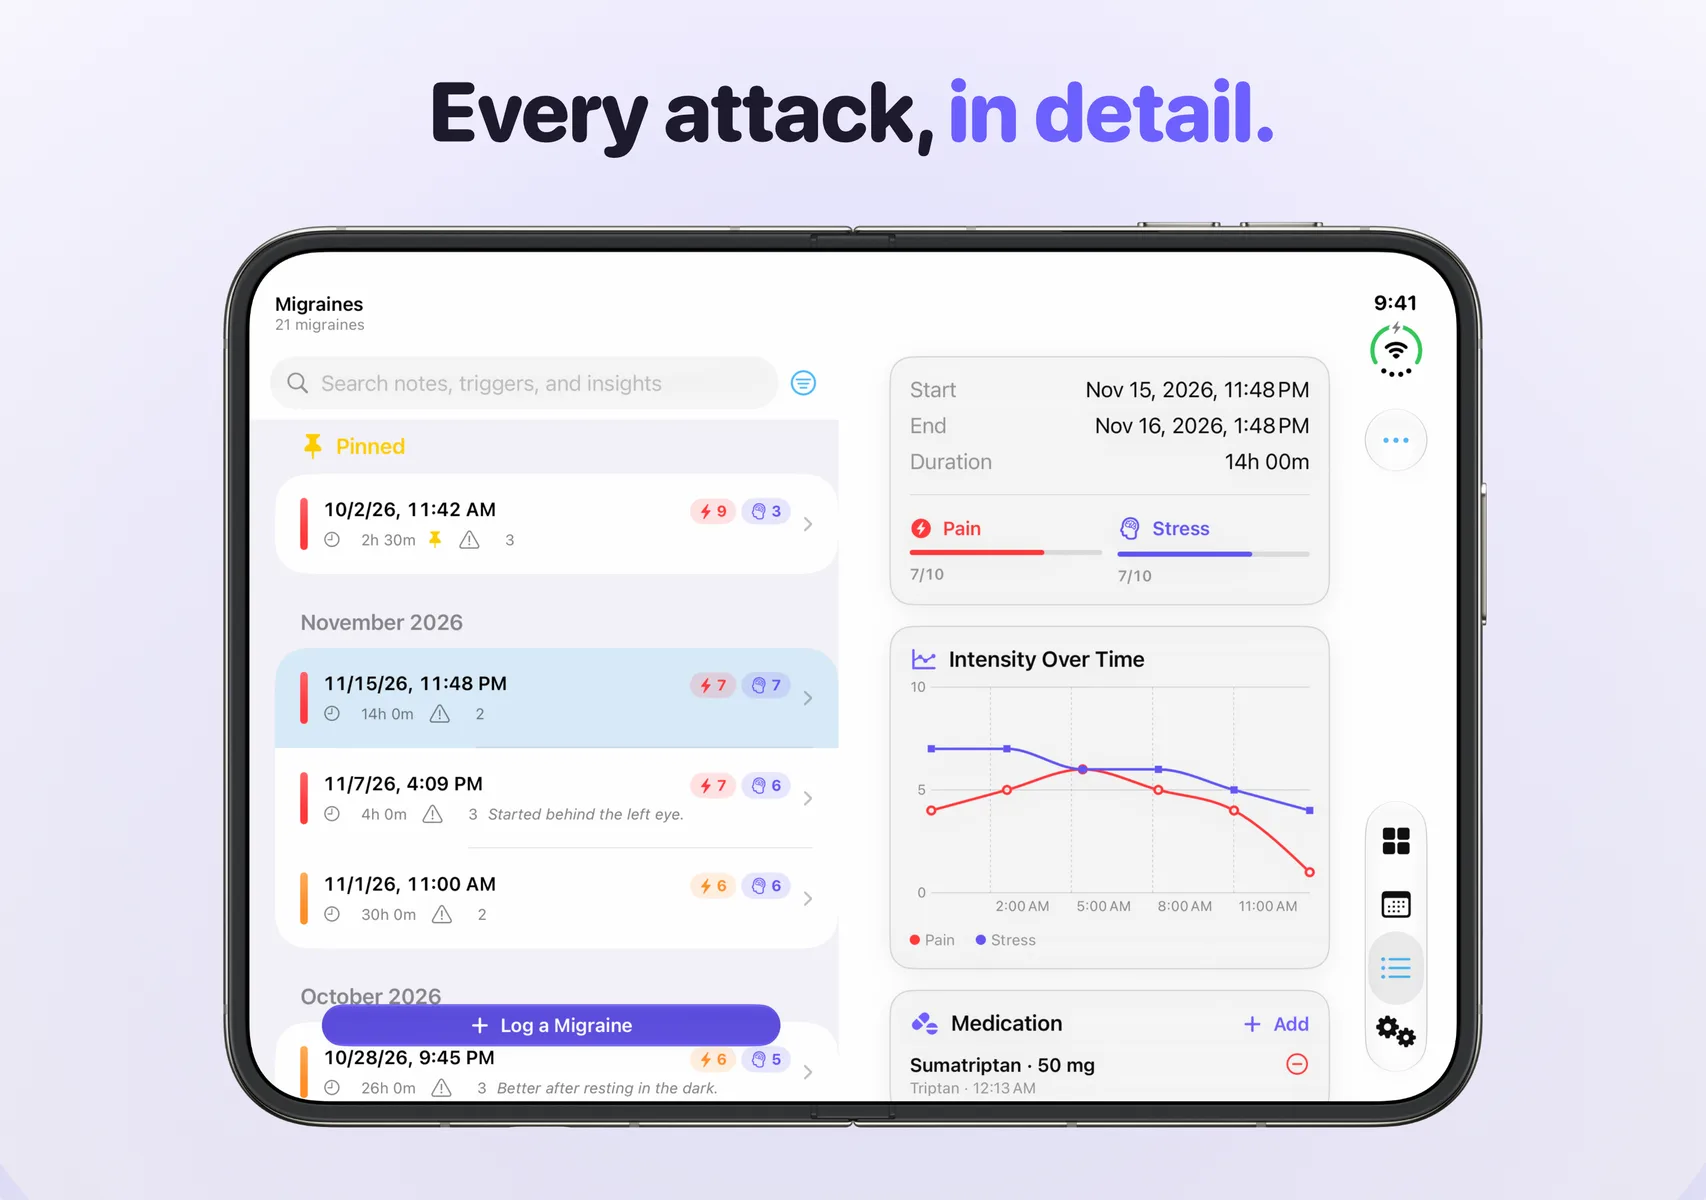 Every attack, in detail.
Migraines
21 migraines
Search notes, triggers, and insights
Pinned
10/2/26, 11:42 AM
9
3
2h 30m
3
November 2026
11/15/26, 11:48 PM
7
7
14h 0m
2
11/7/26, 4:09 PM
7
6
4h 0m
3 Started behind the left eye.
11/1/26, 11:00 AM
6
6
30h 0m
2
October 2026
+ Log a Migraine
10/28/26, 9:45 PM
6
5
26h 0m
3 Better after resting in the dark.
Start Nov 15, 2026, 11:48 PM
End Nov 16, 2026, 1:48 PM
Duration 14h 00m
Pain
7/10
Stress
7/10
Intensity Over Time
10
5
0
2:00 AM 5:00 AM 8:00 AM 11:00 AM
Pain Stress
Medication
+ Add
Sumatriptan · 50 mg
Triptan · 12:13 AM
9:41